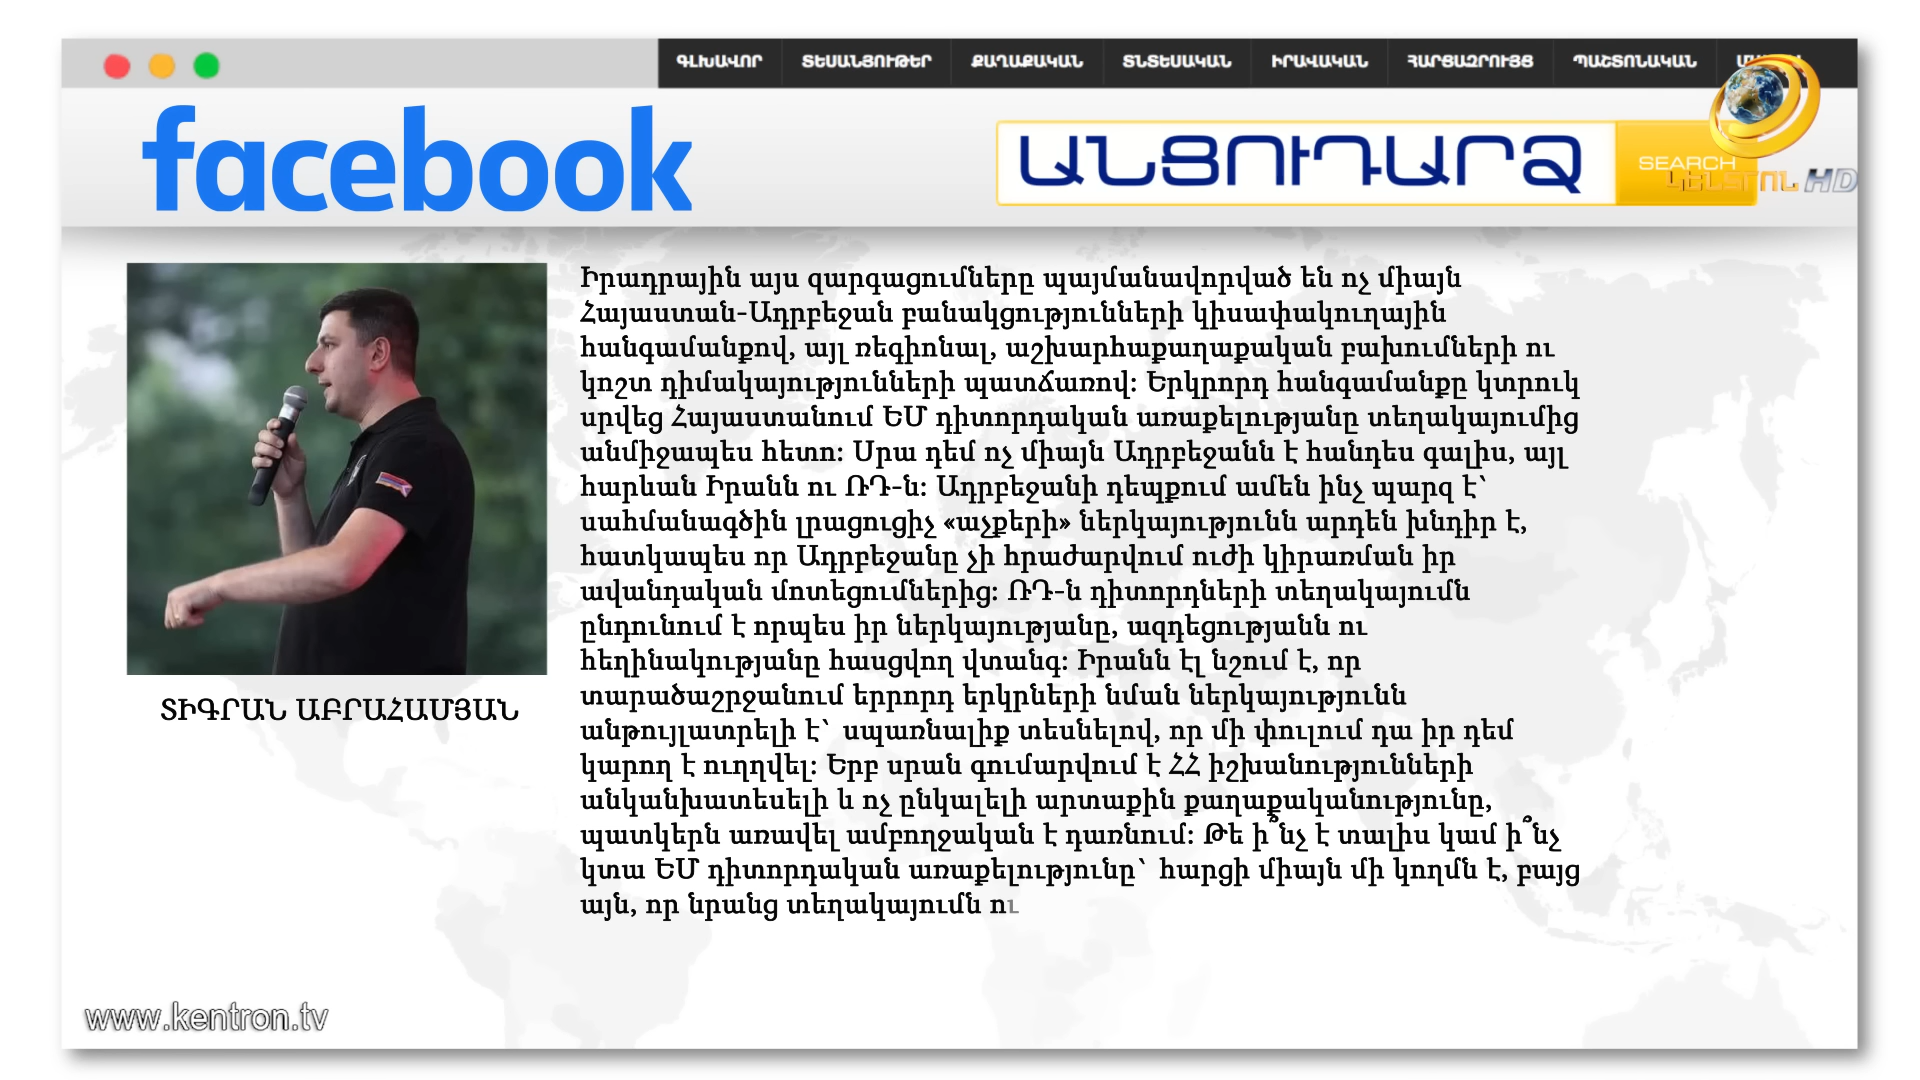 ԳԼԽԱՎՈՐ ՏԵՍԱՆՅՈՒԹԵՐ ՔԱՂԱՔԱԿԱՆ ՏՆՏԵՍԱԿԱՆ ԻՐԱՎԱԿԱՆ ՀԱՐՑԱԶՐՈՒՅՑ ՊԱՇՏՈՆԱԿԱՆ
facebook
ԱՆՑՈՒԴԱՐՁ
SEARCH
ԿԵՆՏՐՈՆ HD
Իրադրային այս զարգացումները պայմանավորված են ոչ միայն
Հայաստան-Ադրբեջան բանակցությունների կիսափակուղային
հանգամանքով, այլ ռեգիոնալ, աշխարհաքաղաքական բախումների ու
կոշտ դիմակայությունների պատճառով: Երկրորդ հանգամանքը կտրուկ
սրվեց Հայաստանում ԵՄ դիտորդական առաքելությանը տեղակայումից
անմիջապես հետո: Սրա դեմ ոչ միայն Ադրբեջանն է հանդես գալիս, այլ
հարևան Իրանն ու ՌԴ-ն: Ադրբեջանի դեպքում ամեն ինչ պարզ է՝
սահմանագծին լրացուցիչ «աչքերի» ներկայությունն արդեն խնդիր է,
հատկապես որ Ադրբեջանը չի հրաժարվում ուժի կիրառման իր
ավանդական մոտեցումներից: ՌԴ-ն դիտորդների տեղակայումն
ընդունում է որպես իր ներկայությանը, ազդեցությանն ու
հեղինակությանը հասցվող վտանգ: Իրանն էլ նշում է, որ
տարածաշրջանում երրորդ երկրների նման ներկայությունն
անթույլատրելի է՝ սպառնալիք տեսնելով, որ մի փուլում դա իր դեմ
կարող է ուղղվել: Երբ սրան գումարվում է ՀՀ իշխանությունների
անկանխատեսելի և ոչ ընկալելի արտաքին քաղաքականությունը,
պատկերն առավել ամբողջական է դառնում: Թե ի՞նչ է տալիս կամ ի՞նչ
կտա ԵՄ դիտորդական առաքելությունը՝ հարցի միայն մի կողմն է, բայց
այն, որ նրանց տեղակայումն ու
ՏԻԳՐԱՆ ԱԲՐԱՀԱՄՅԱՆ
www.kentron.tv